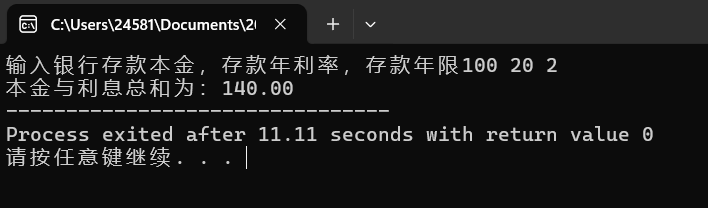 C:\Users\24581\Documents\20
输入银行存款本金，存款年利率，存款年限100 20 2
本金与利息总和为：140.00
--------------------------------
Process exited after 11.11 seconds with return value 0
请按任意键继续. . .